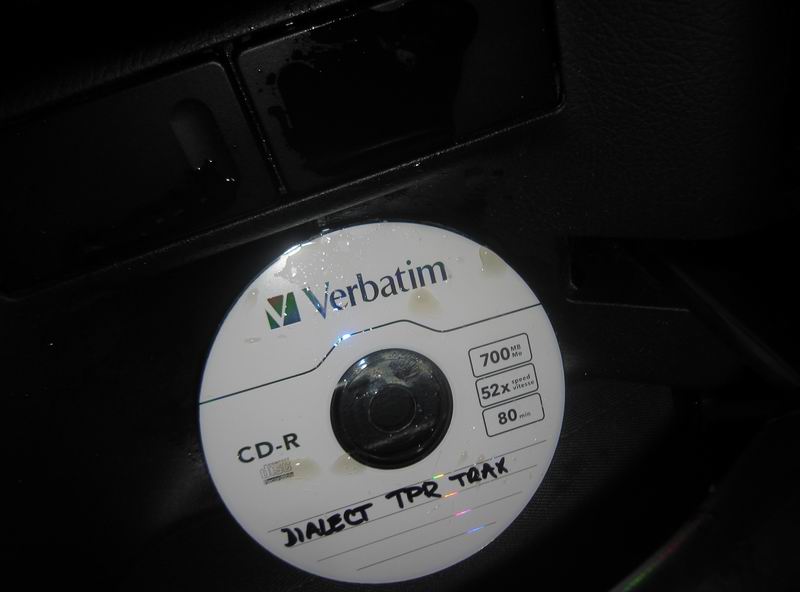 Verbatim
700 MB Mo
52x speed vitesse
80 min
CD-R
DIALECT TPR TRAX